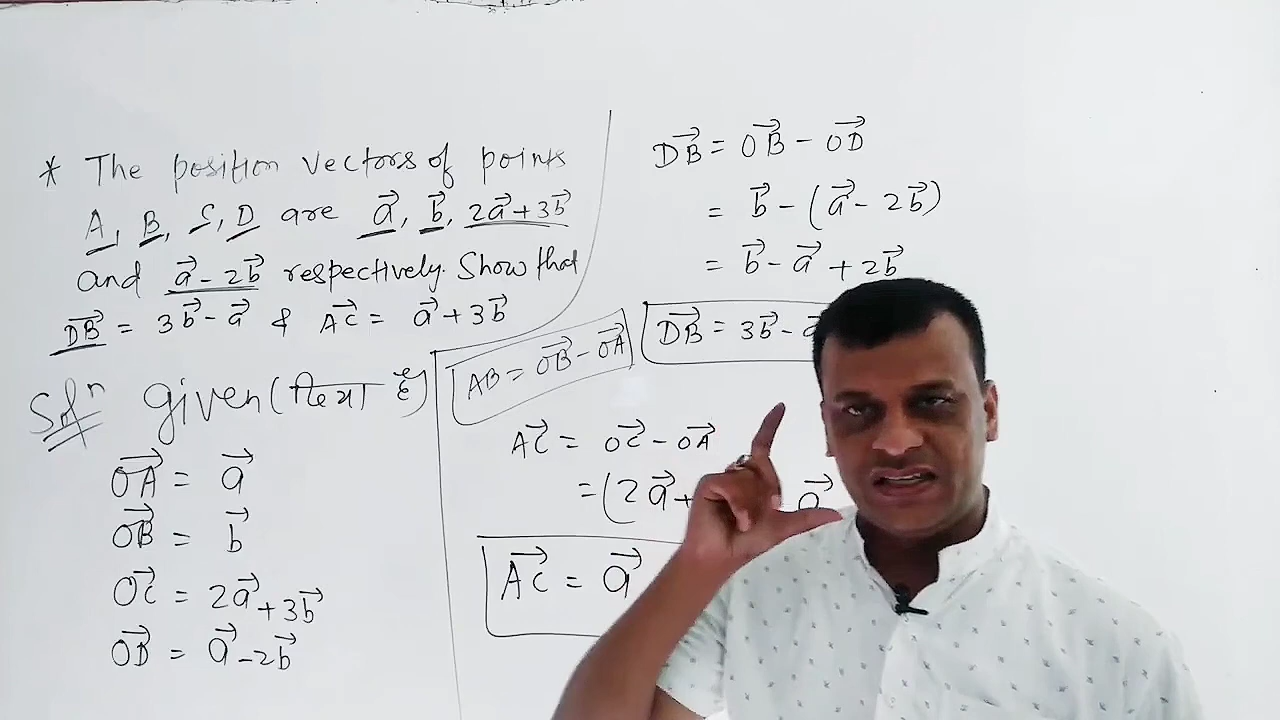 * The position vectors of points
A, B, C, D are a⃗, b⃗, 2a⃗+3b⃗
and a⃗-2b⃗ respectively. Show that
DB⃗ = 3b⃗-a⃗ & AC⃗ = a⃗+3b⃗
Solⁿ given (दिया है)
OA⃗ = a⃗
OB⃗ = b⃗
OC⃗ = 2a⃗+3b⃗
OB⃗ = a⃗-2b⃗
DB⃗ = OB⃗ - OD⃗
= b⃗ - (a⃗ - 2b⃗)
= b⃗ - a⃗ + 2b⃗
DB⃗ = 3b⃗ -
AB = OB⃗ - OA⃗
AC⃗ = OC⃗ - OA⃗
= (2a⃗+ a⃗
AC⃗ = a⃗